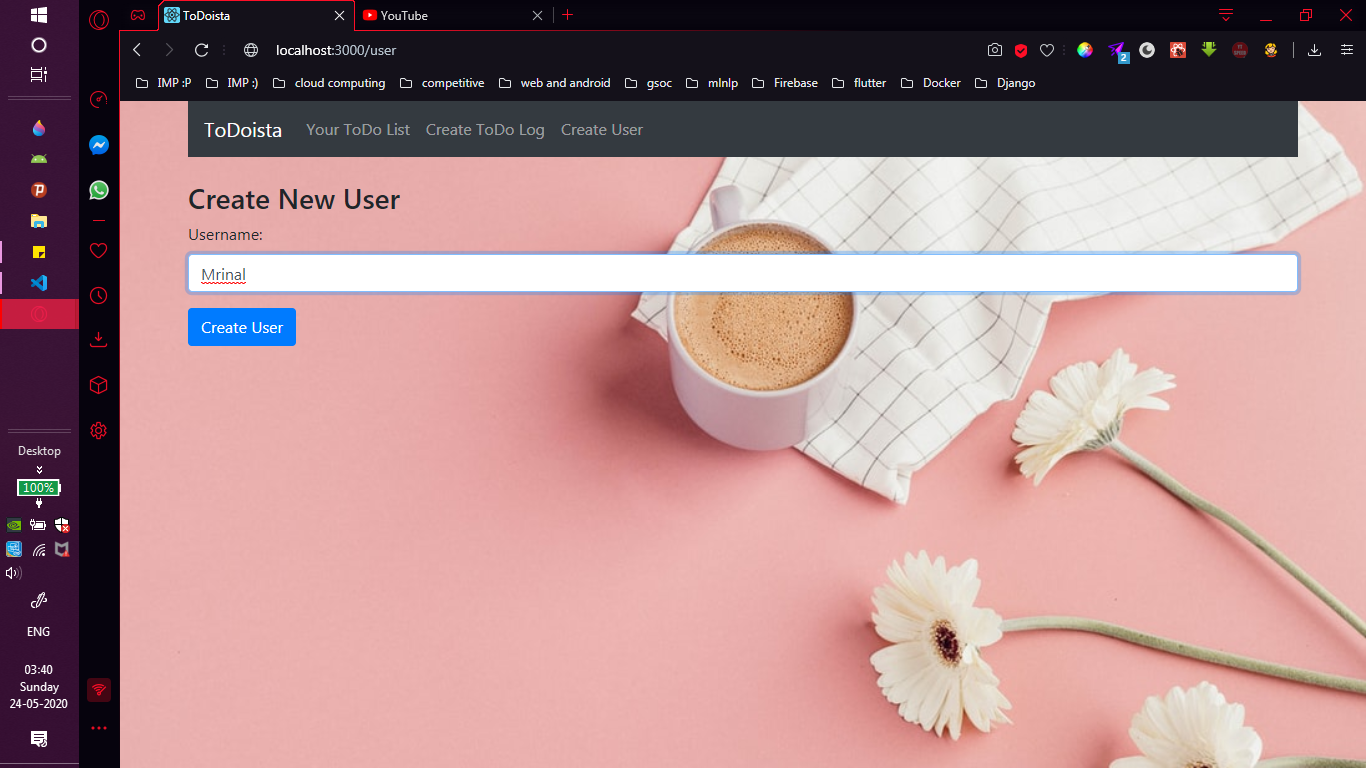 ToDoista
YouTube
localhost:3000/user
2
IMP :P
IMP :)
cloud computing
competitive
web and android
gsoc
mlnlp
Firebase
flutter
Docker
Django
ToDoista
Your ToDo List
Create ToDo Log
Create User
Create New User
Username:
Mrinal
Create User
Desktop
100%
ENG
03:40
Sunday
24-05-2020